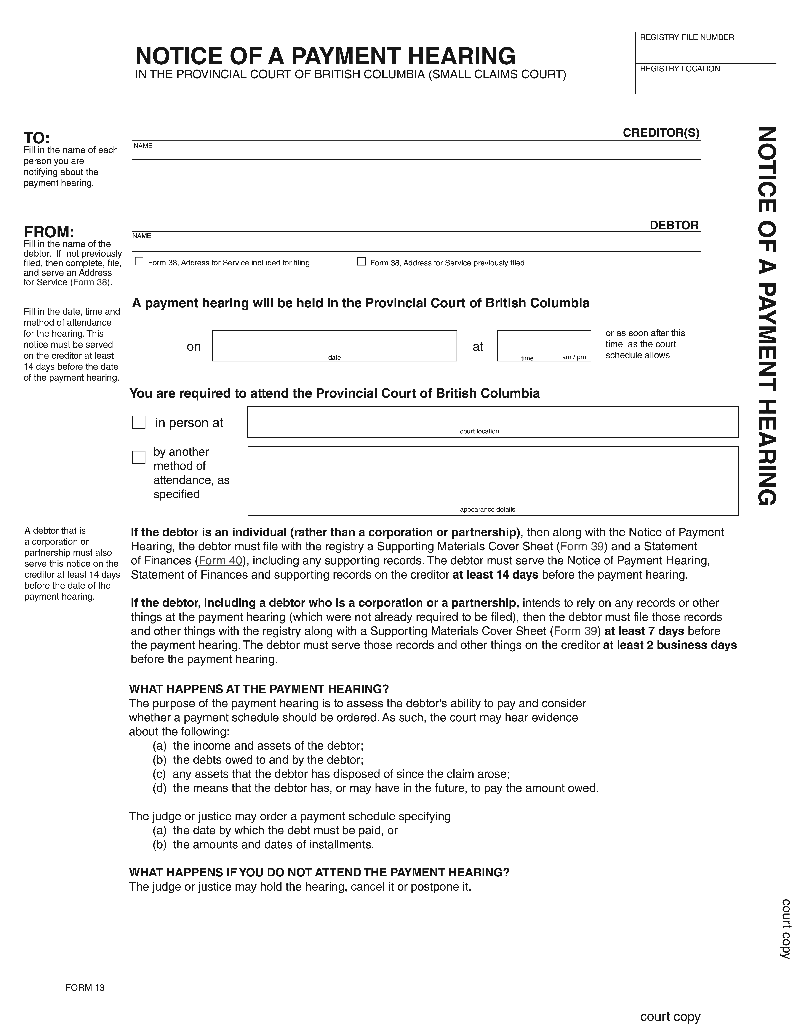 NOTICE OF A PAYMENT HEARING
IN THE PROVINCIAL COURT OF BRITISH COLUMBIA (SMALL CLAIMS COURT)
REGISTRY FILE NUMBER
REGISTRY LOCATION
TO:
Fill in the name of each
person you are
notifying about the
payment hearing.
CREDITOR(S)
NAME
FROM:
Fill in the name of the
debtor. If not previously
filed, then complete, file,
and serve an Address
for Service (Form 38).
DEBTOR
NAME
Form 38, Address for Service included for filing
Form 38, Address for Service previously filed
Fill in the date, time and
method of attendance
for the hearing. This
notice must be served
on the creditor at least
14 days before the date
of the payment hearing.
A payment hearing will be held in the Provincial Court of British Columbia
on
date
at
time
am / pm
or as soon after this
time, as the court
schedule allows
You are required to attend the Provincial Court of British Columbia
in person at
court location
by another
method of
attendance, as
specified
appearance details
A debtor that is
a corporation or
partnership must also
serve this notice on the
creditor at least 14 days
before the date of the
payment hearing.
If the debtor is an individual (rather than a corporation or partnership), then along with the Notice of Payment
Hearing, the debtor must file with the registry a Supporting Materials Cover Sheet (Form 39) and a Statement
of Finances (Form 40), including any supporting records. The debtor must serve the Notice of Payment Hearing,
Statement of Finances and supporting records on the creditor at least 14 days before the payment hearing.
If the debtor, including a debtor who is a corporation or a partnership, intends to rely on any records or other
things at the payment hearing (which were not already required to be filed), then the debtor must file those records
and other things with the registry along with a Supporting Materials Cover Sheet (Form 39) at least 7 days before
the payment hearing. The debtor must serve those records and other things on the creditor at least 2 business days
before the payment hearing.
WHAT HAPPENS AT THE PAYMENT HEARING?
The purpose of the payment hearing is to assess the debtor's ability to pay and consider
whether a payment schedule should be ordered. As such, the court may hear evidence
about the following:
(a) the income and assets of the debtor;
(b) the debts owed to and by the debtor;
(c) any assets that the debtor has disposed of since the claim arose;
(d) the means that the debtor has, or may have in the future, to pay the amount owed.
The judge or justice may order a payment schedule specifying
(a) the date by which the debt must be paid, or
(b) the amounts and dates of installments.
WHAT HAPPENS IF YOU DO NOT ATTEND THE PAYMENT HEARING?
The judge or justice may hold the hearing, cancel it or postpone it.
NOTICE OF A PAYMENT HEARING
court copy
FORM 13
court copy